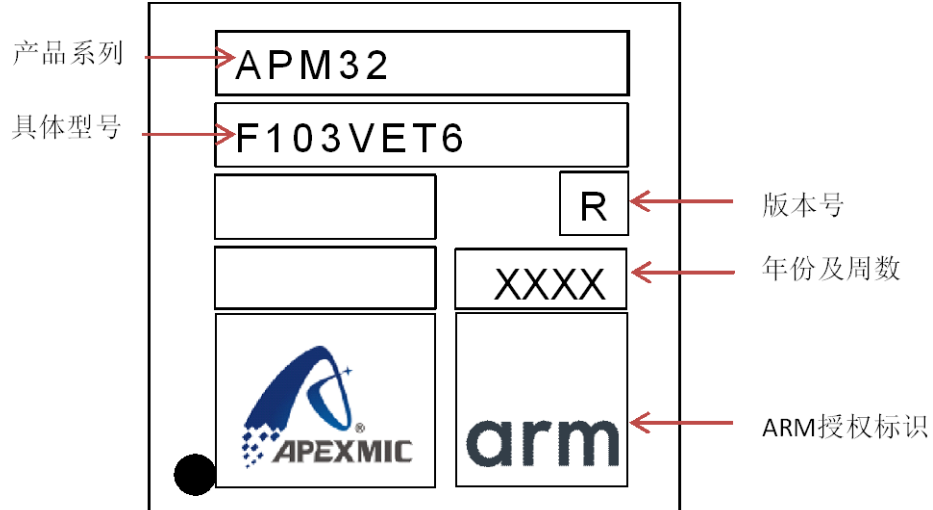 产品系列
APM32
具体型号
F103VET6
R
版本号
XXXX
年份及周数
APEXMIC®
arm
ARM授权标识